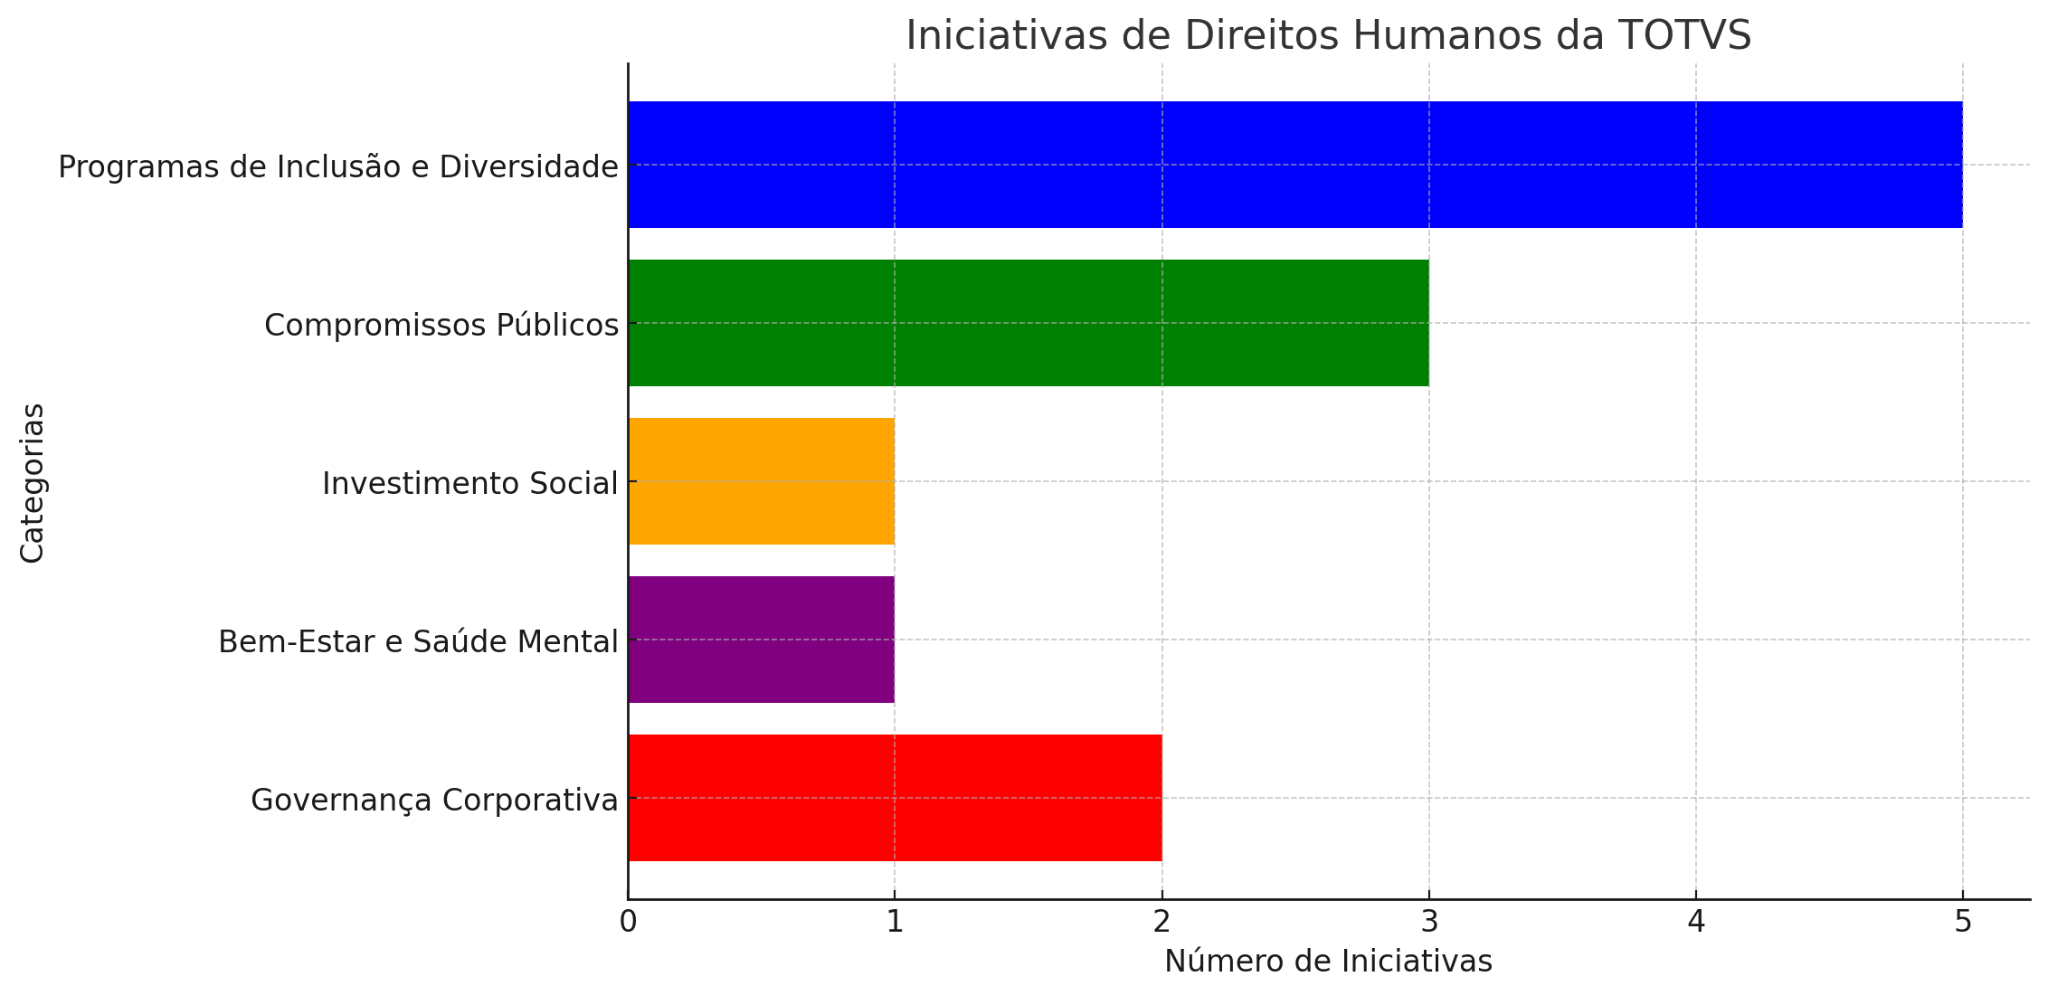 Iniciativas de Direitos Humanos da TOTVS
Programas de Inclusão e Diversidade
Compromissos Públicos
Investimento Social
Bem-Estar e Saúde Mental
Governança Corporativa
Categorias
0 1 2 3 4 5
Número de Iniciativas